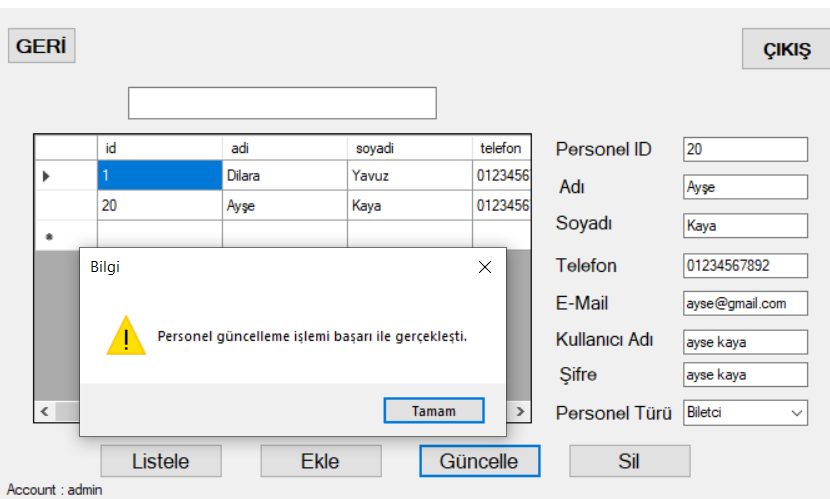 GERİ
ÇIKIŞ
id adi soyadi telefon
1 Dilara Yavuz 0123456
20 Ayşe Kaya 0123456
Bilgi
Personel güncelleme işlemi başarı ile gerçekleşti.
Tamam
Personel ID 20
Adı Ayşe
Soyadı Kaya
Telefon 01234567892
E-Mail ayse@gmail.com
Kullanıcı Adı ayse kaya
Şifre ayse kaya
Personel Türü Biletci
Listele Ekle Güncelle Sil
Account : admin